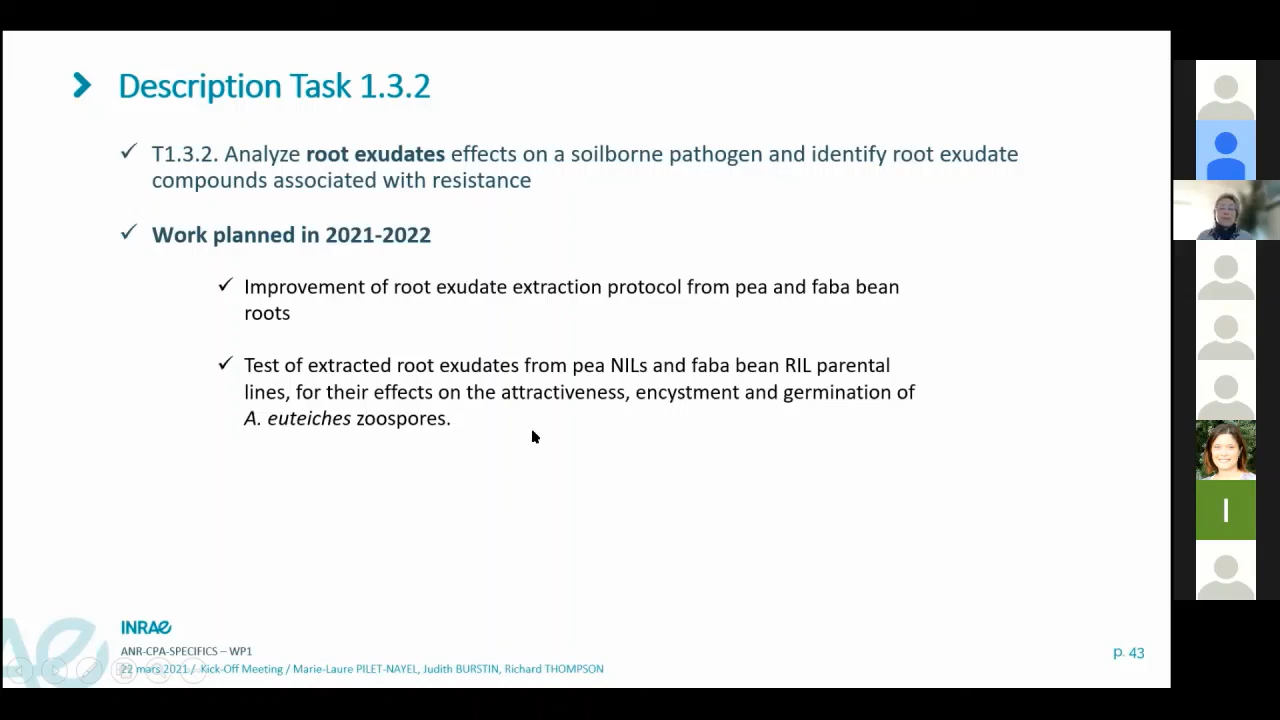 Description Task 1.3.2
T1.3.2. Analyze root exudates effects on a soilborne pathogen and identify root exudate
compounds associated with resistance
Work planned in 2021-2022
Improvement of root exudate extraction protocol from pea and faba bean
roots
Test of extracted root exudates from pea NILs and faba bean RIL parental
lines, for their effects on the attractiveness, encystment and germination of
A. euteiches zoospores.
INRAE
ANR-CPA-SPECIFICS – WP1
22 mars 2021 / Kick-Off Meeting / Marie-Laure PILET-NAYEL, Judith BURSTIN, Richard THOMPSON
p. 43
I